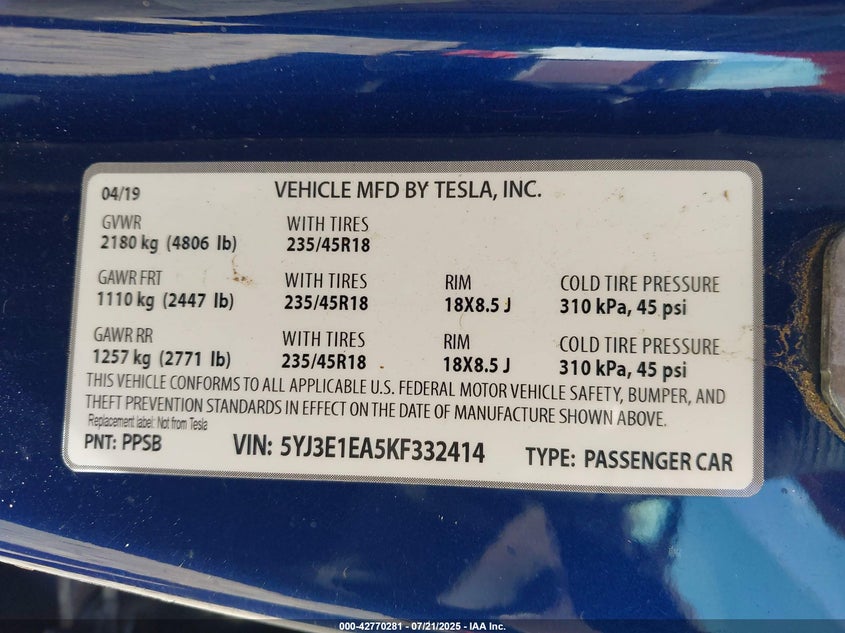 04/19 VEHICLE MFD BY TESLA, INC.
GVWR WITH TIRES
2180 kg (4806 lb) 235/45R18
GAWR FRT WITH TIRES RIM COLD TIRE PRESSURE
1110 kg (2447 lb) 235/45R18 18X8.5 J 310 kPa, 45 psi
GAWR RR WITH TIRES RIM COLD TIRE PRESSURE
1257 kg (2771 lb) 235/45R18 18X8.5 J 310 kPa, 45 psi
THIS VEHICLE CONFORMS TO ALL APPLICABLE U.S. FEDERAL MOTOR VEHICLE SAFETY, BUMPER, AND
THEFT PREVENTION STANDARDS IN EFFECT ON THE DATE OF MANUFACTURE SHOWN ABOVE.
Replacement label: Not from Tesla
PNT: PPSB VIN: 5YJ3E1EA5KF332414 TYPE: PASSENGER CAR
000-42770281 - 07/21/2025 - IAA Inc.